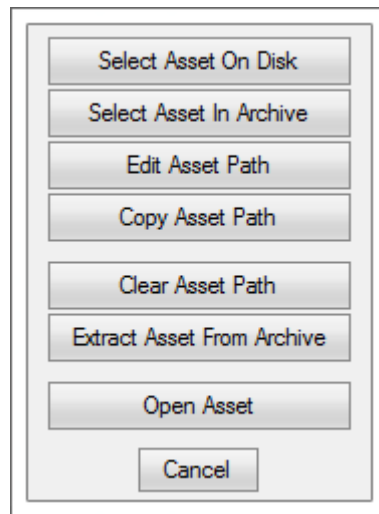 Select Asset On Disk
Select Asset In Archive
Edit Asset Path
Copy Asset Path
Clear Asset Path
Extract Asset From Archive
Open Asset
Cancel